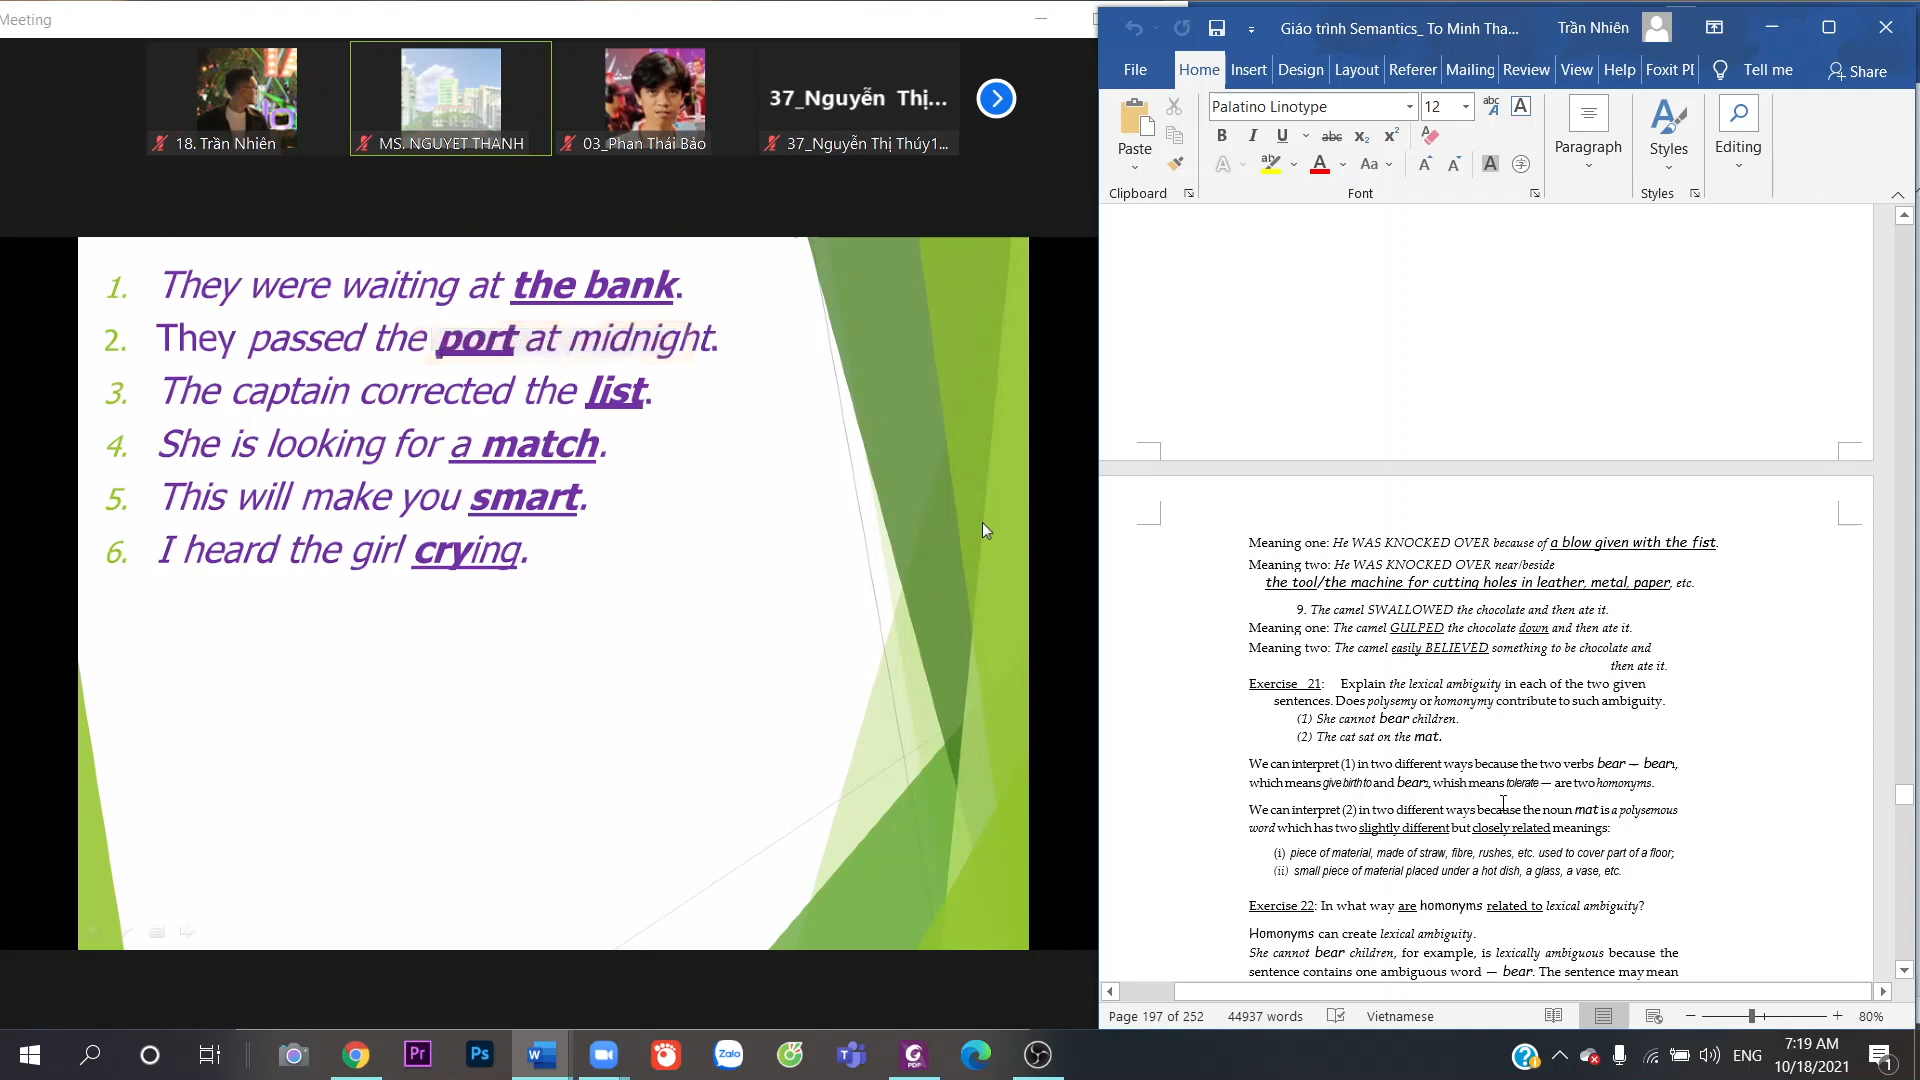 Meeting
18. Trần Nhiên
MS. NGUYET THANH
03_Phan Thái Bảo
37_Nguyễn Thị...
37_Nguyễn Thị Thúy1...
1. They were waiting at the bank.
2. They passed the port at midnight.
3. The captain corrected the list.
4. She is looking for a match.
5. This will make you smart.
6. I heard the girl crying.
Giáo trình Semantics_ To Minh Tha...
Trần Nhiên
File Home Insert Design Layout Referer Mailing Review View Help Foxit PI Tell me Share
Palatino Linotype 12
Paste
Paragraph
Styles
Editing
Clipboard
Font
Styles
Meaning one: He WAS KNOCKED OVER because of a blow given with the fist.
Meaning two: He WAS KNOCKED OVER near/beside
the tool/the machine for cutting holes in leather, metal, paper, etc.
9. The camel SWALLOWED the chocolate and then ate it.
Meaning one: The camel GULPED the chocolate down and then ate it.
Meaning two: The camel easily BELIEVED something to be chocolate and
then ate it.
Exercise 21: Explain the lexical ambiguity in each of the two given
sentences. Does polysemy or homonymy contribute to such ambiguity.
(1) She cannot bear children.
(2) The cat sat on the mat.
We can interpret (1) in two different ways because the two verbs bear — bear1,
which means give birth to and bear2, whish means tolerate — are two homonyms.
We can interpret (2) in two different ways because the noun mat is a polysemous
word which has two slightly different but closely related meanings:
(i) piece of material, made of straw, fibre, rushes, etc. used to cover part of a floor;
(ii) small piece of material placed under a hot dish, a glass, a vase, etc.
Exercise 22: In what way are homonyms related to lexical ambiguity?
Homonyms can create lexical ambiguity.
She cannot bear children, for example, is lexically ambiguous because the
sentence contains one ambiguous word — bear. The sentence may mean
Page 197 of 252 44937 words Vietnamese 80%
Pr Ps Zalo
ENG
7:19 AM
10/18/2021
1